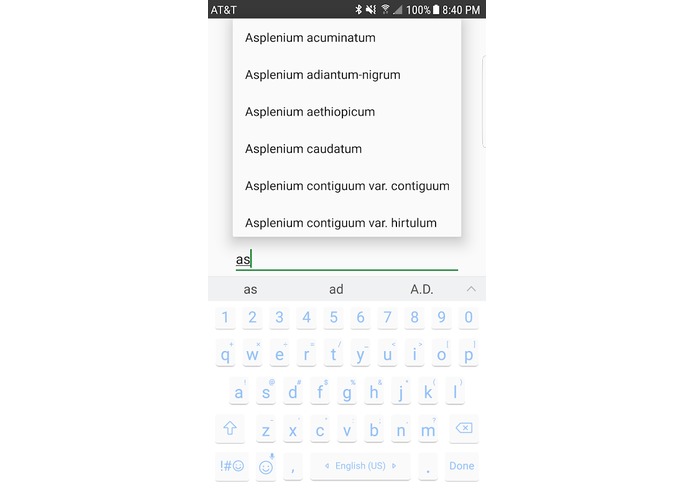 AT&T 100% 8:40 PM
Asplenium acuminatum
Asplenium adiantum-nigrum
Asplenium aethiopicum
Asplenium caudatum
Asplenium contiguum var. contiguum
Asplenium contiguum var. hirtulum
as
as ad A.D.
1 2 3 4 5 6 7 8 9 0
q w e r t y u i o p
a s d f g h j k l
z x c v b n m
!#☺ , English (US) . Done